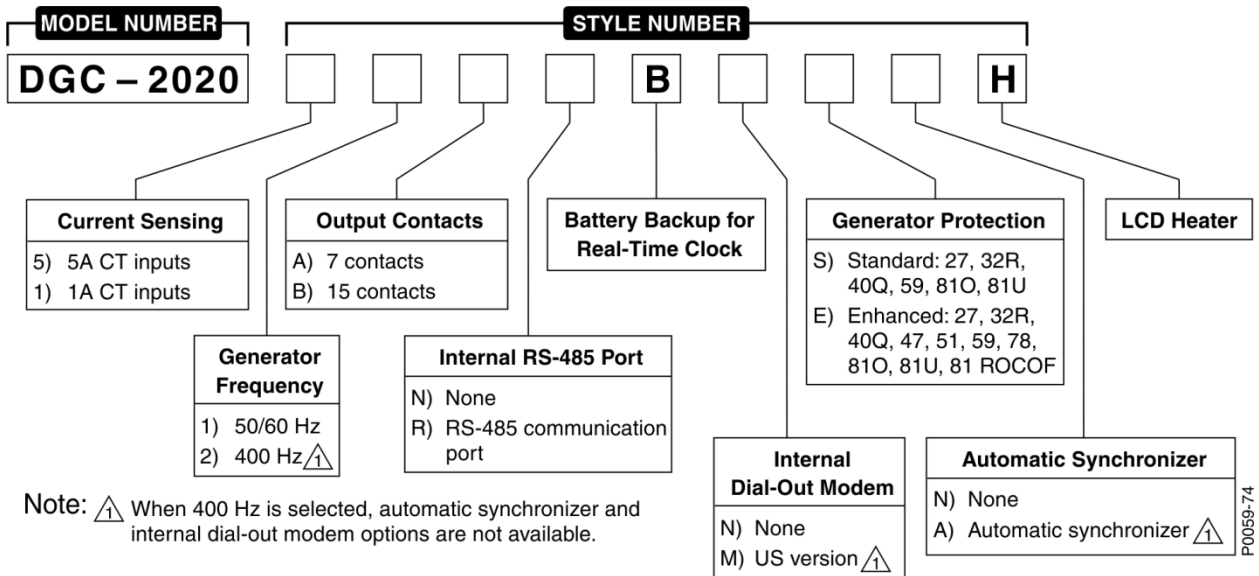 MODEL NUMBER
STYLE NUMBER
DGC – 2020
B
H
Current Sensing
5) 5A CT inputs
1) 1A CT inputs
Output Contacts
A) 7 contacts
B) 15 contacts
Battery Backup for
Real-Time Clock
Generator Protection
S) Standard: 27, 32R,
40Q, 59, 81O, 81U
E) Enhanced: 27, 32R,
40Q, 47, 51, 59, 78,
81O, 81U, 81 ROCOF
LCD Heater
Generator
Frequency
1) 50/60 Hz
2) 400 Hz 1
Internal RS-485 Port
N) None
R) RS-485 communication
port
Internal
Dial-Out Modem
N) None
M) US version 1
Automatic Synchronizer
N) None
A) Automatic synchronizer 1
Note: 1 When 400 Hz is selected, automatic synchronizer and
internal dial-out modem options are not available.
P0059-74